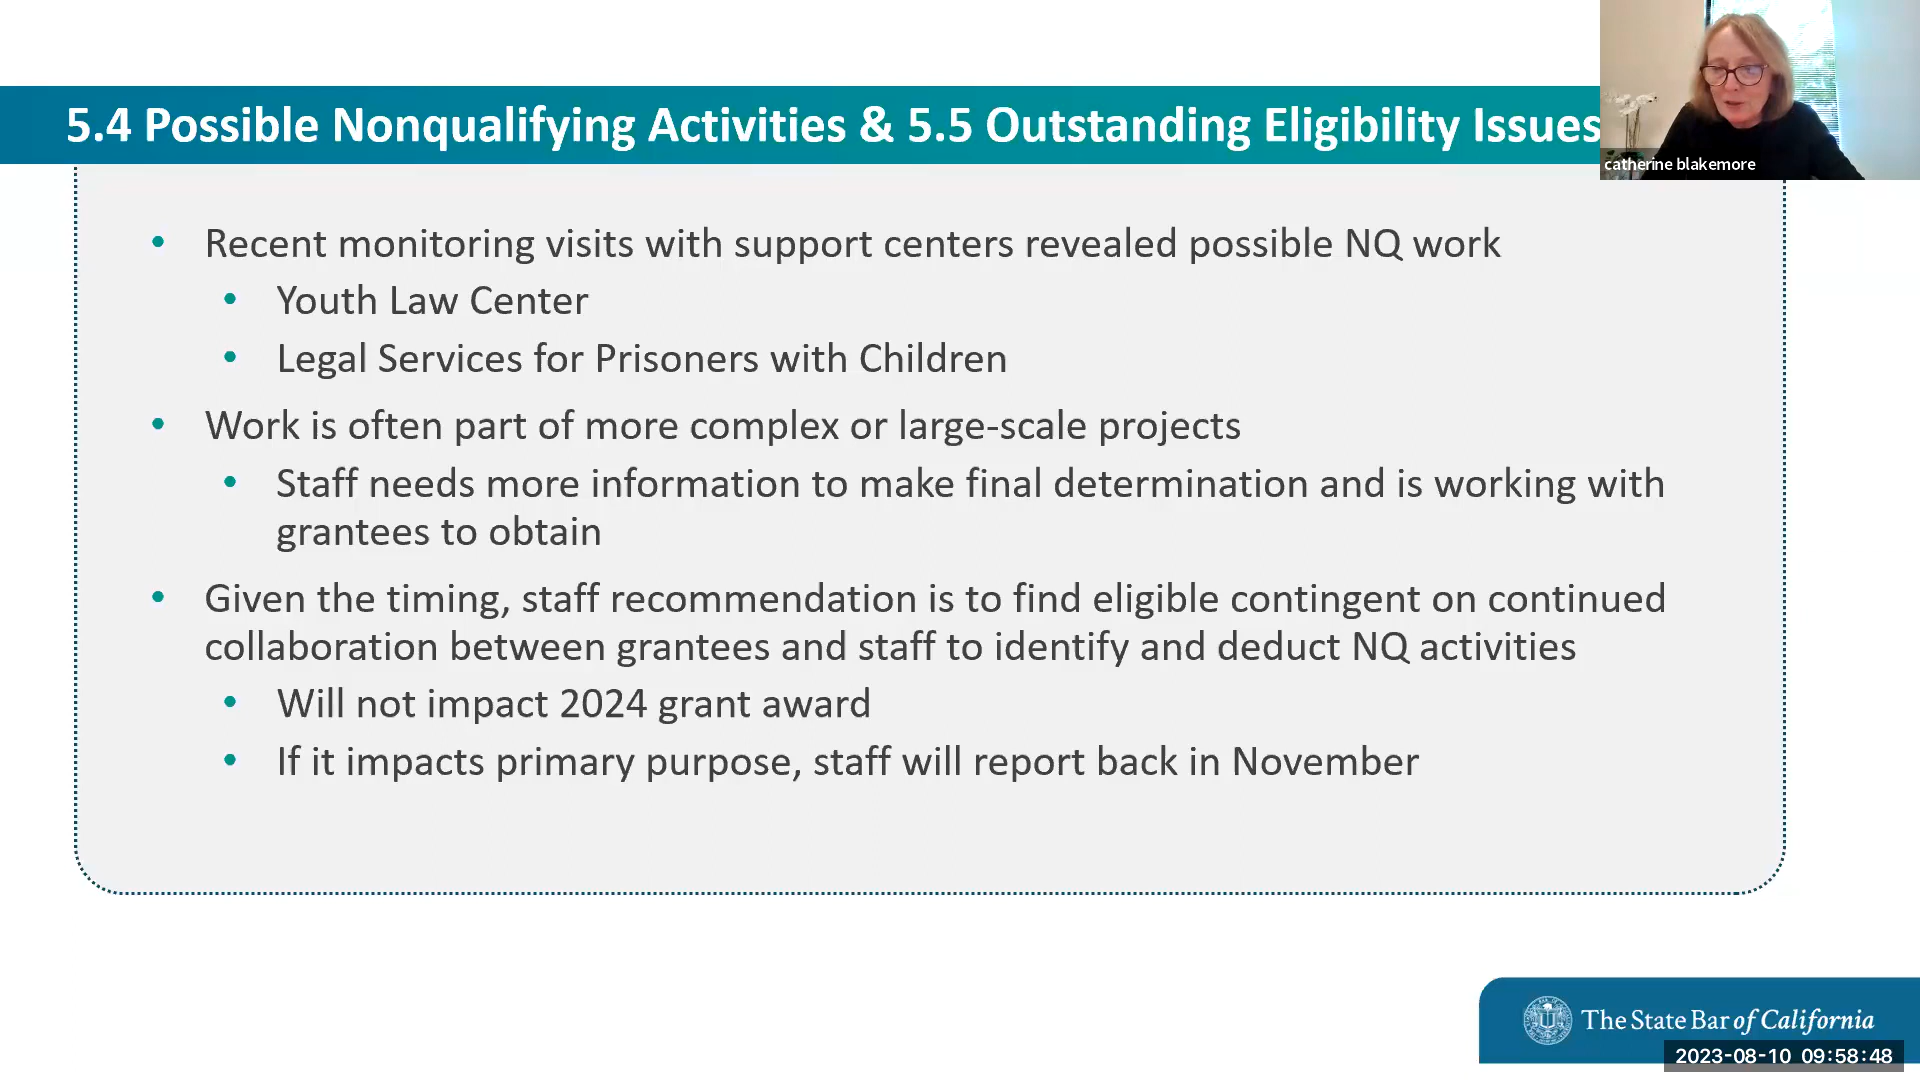 5.4 Possible Nonqualifying Activities & 5.5 Outstanding Eligibility Issues
catherine blakemore
• Recent monitoring visits with support centers revealed possible NQ work
• Youth Law Center
• Legal Services for Prisoners with Children
• Work is often part of more complex or large-scale projects
• Staff needs more information to make final determination and is working with
grantees to obtain
• Given the timing, staff recommendation is to find eligible contingent on continued
collaboration between grantees and staff to identify and deduct NQ activities
• Will not impact 2024 grant award
• If it impacts primary purpose, staff will report back in November
The State Bar of California
2023-08-10 09:58:48